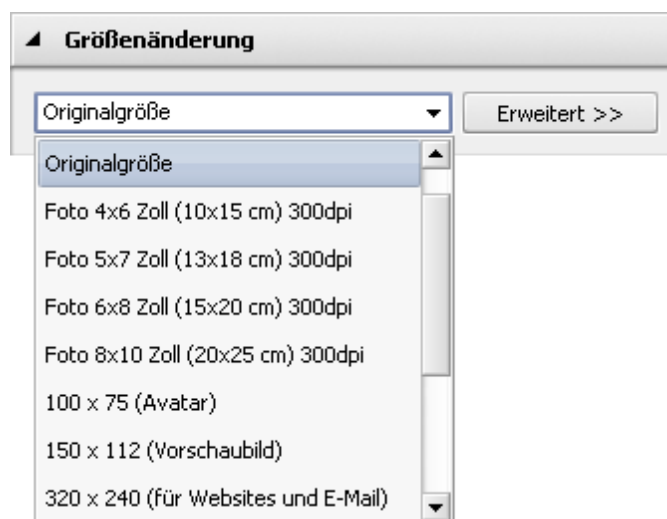 Größenänderung
Originalgröße
Erweitert >>
Originalgröße
Foto 4x6 Zoll (10x15 cm) 300dpi
Foto 5x7 Zoll (13x18 cm) 300dpi
Foto 6x8 Zoll (15x20 cm) 300dpi
Foto 8x10 Zoll (20x25 cm) 300dpi
100 x 75 (Avatar)
150 x 112 (Vorschaubild)
320 x 240 (für Websites und E-Mail)